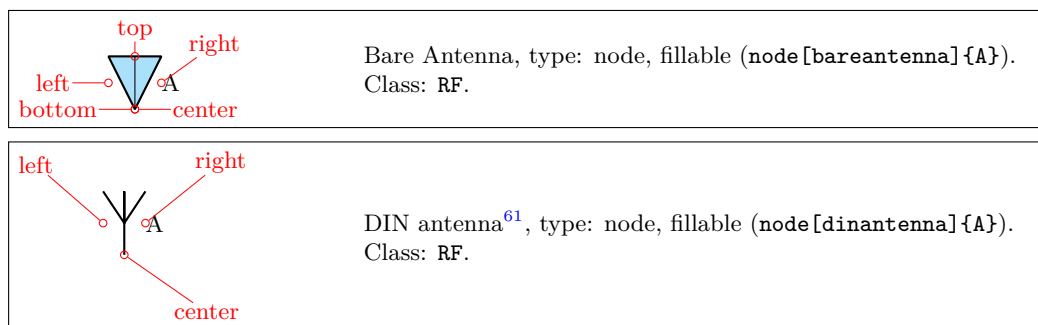 top
right
left
A
bottom
center
Bare Antenna, type: node, fillable (node[bareantenna]{A}).
Class: RF.
left
right
A
center
DIN antenna61, type: node, fillable (node[dinantenna]{A}).
Class: RF.